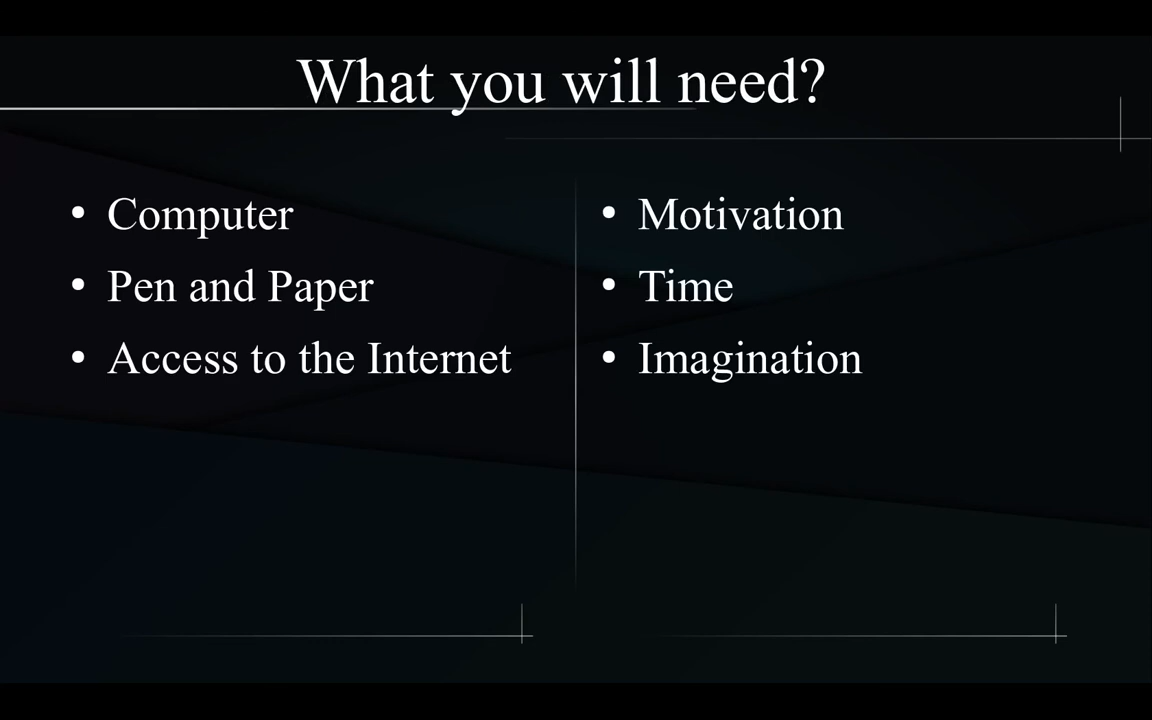 What you will need?
• Computer
• Pen and Paper
• Access to the Internet
• Motivation
• Time
• Imagination